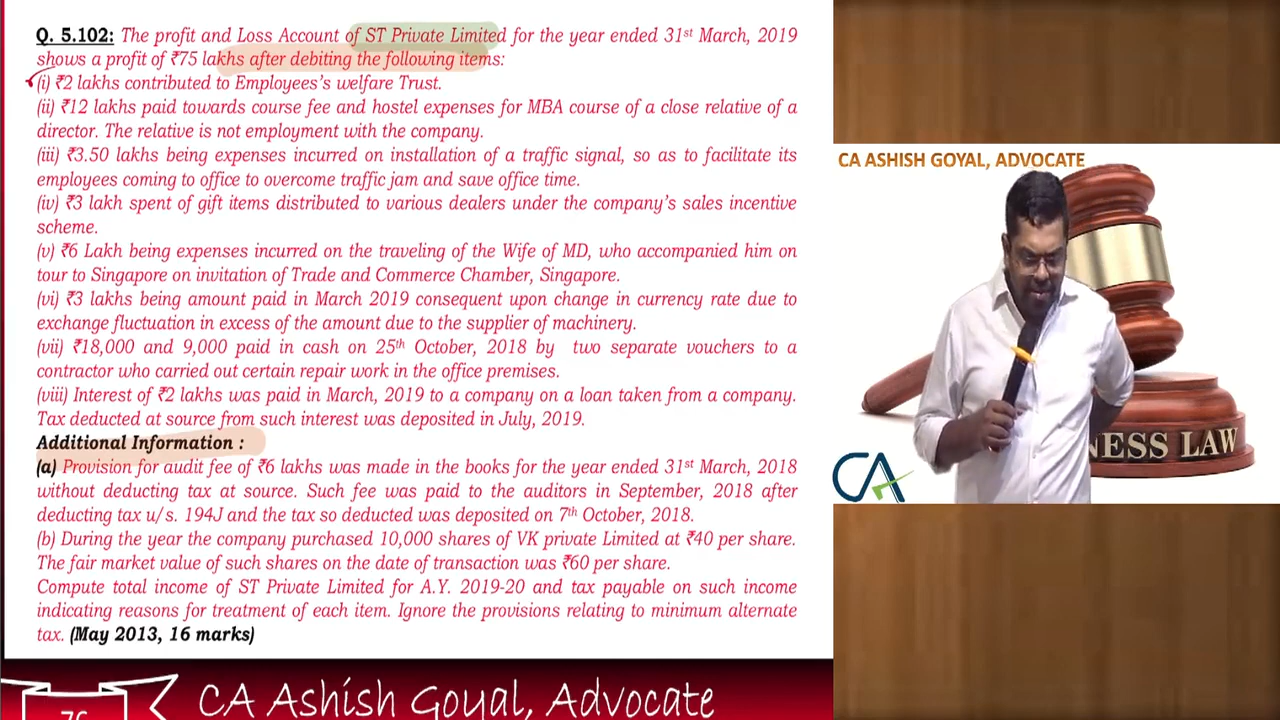 Q. 5.102: The profit and Loss Account of ST Private Limited for the year ended 31st March, 2019
shows a profit of ₹75 lakhs after debiting the following items:
(i) ₹2 lakhs contributed to Employees's welfare Trust.
(ii) ₹12 lakhs paid towards course fee and hostel expenses for MBA course of a close relative of a
director. The relative is not employment with the company.
(iii) ₹3.50 lakhs being expenses incurred on installation of a traffic signal, so as to facilitate its
employees coming to office to overcome traffic jam and save office time.
(iv) ₹3 lakh spent of gift items distributed to various dealers under the company's sales incentive
scheme.
(v) ₹6 Lakh being expenses incurred on the traveling of the Wife of MD, who accompanied him on
tour to Singapore on invitation of Trade and Commerce Chamber, Singapore.
(vi) ₹3 lakhs being amount paid in March 2019 consequent upon change in currency rate due to
exchange fluctuation in excess of the amount due to the supplier of machinery.
(vii) ₹18,000 and 9,000 paid in cash on 25th October, 2018 by two separate vouchers to a
contractor who carried out certain repair work in the office premises.
(viii) Interest of ₹2 lakhs was paid in March, 2019 to a company on a loan taken from a company.
Tax deducted at source from such interest was deposited in July, 2019.
Additional Information :
(a) Provision for audit fee of ₹6 lakhs was made in the books for the year ended 31st March, 2018
without deducting tax at source. Such fee was paid to the auditors in September, 2018 after
deducting tax u/s. 194J and the tax so deducted was deposited on 7th October, 2018.
(b) During the year the company purchased 10,000 shares of VK private Limited at ₹40 per share.
The fair market value of such shares on the date of transaction was ₹60 per share.
Compute total income of ST Private Limited for A.Y. 2019-20 and tax payable on such income
indicating reasons for treatment of each item. Ignore the provisions relating to minimum alternate
tax. (May 2013, 16 marks)
CA Ashish Goyal, Advocate
CA ASHISH GOYAL, ADVOCATE
NESS LAW
CA